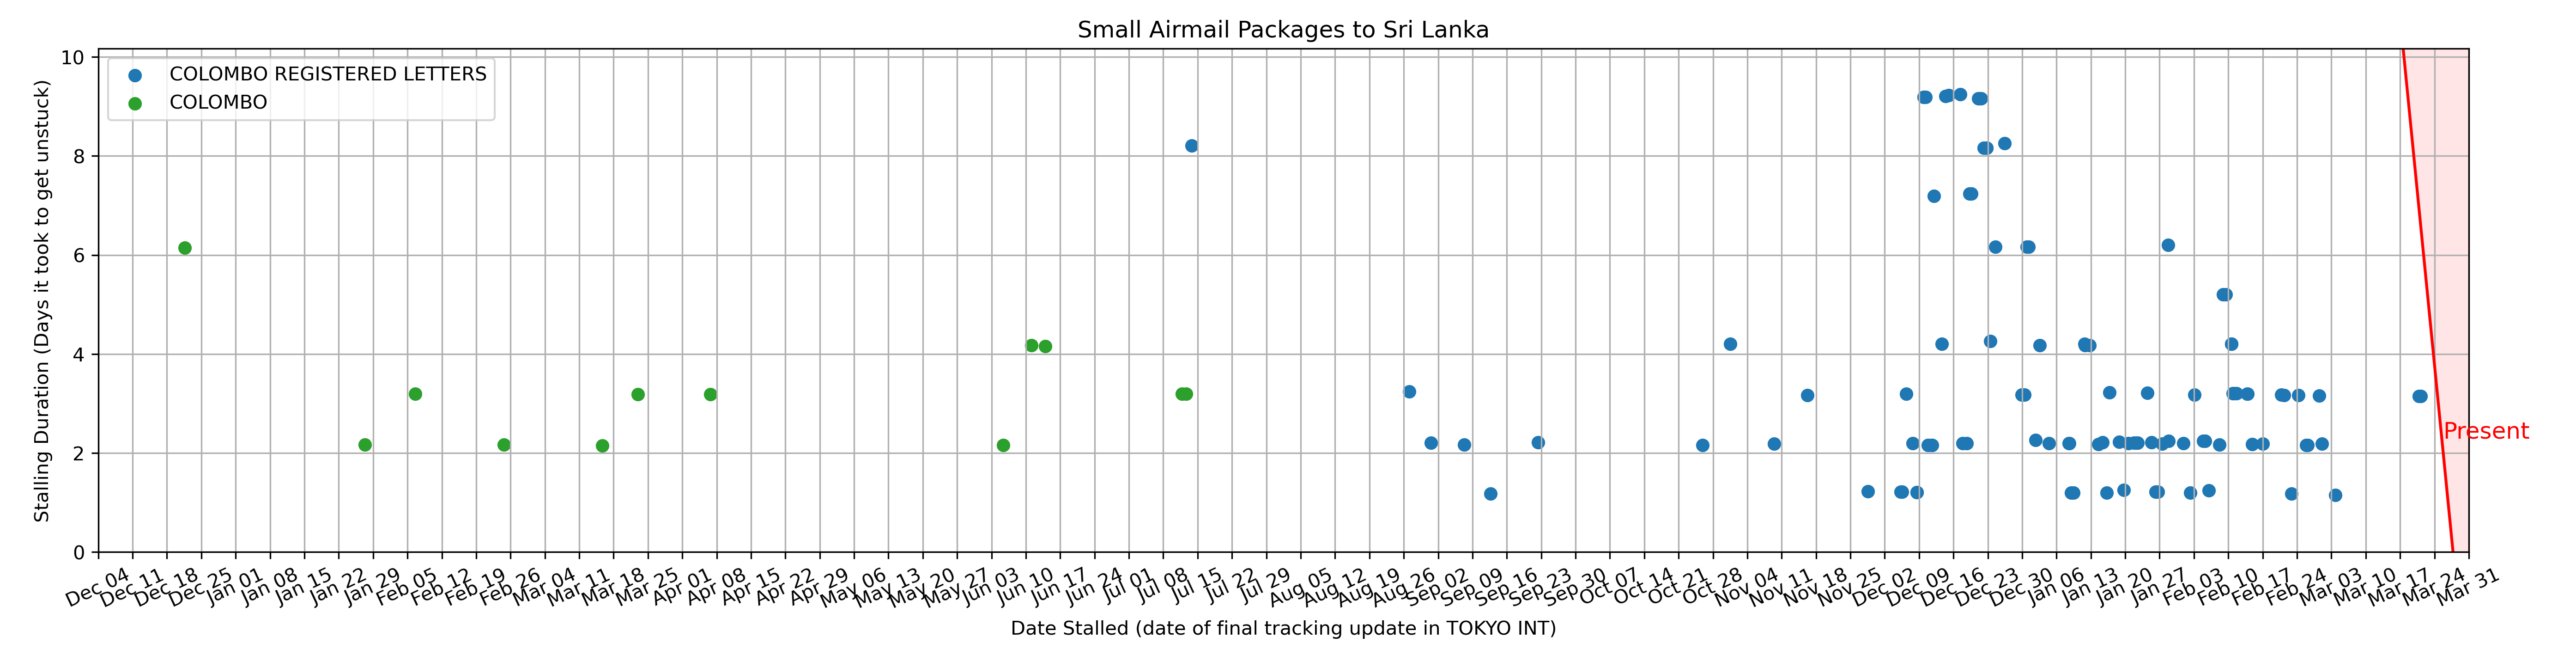 Small Airmail Packages to Sri Lanka
COLOMBO REGISTERED LETTERS
COLOMBO
Stalling Duration (Days it took to get unstuck)
10
8
6
4
2
0
Present
Dec 04 Dec 11 Dec 18 Dec 25 Jan 01 Jan 08 Jan 15 Jan 22 Jan 29 Feb 05 Feb 12 Feb 19 Feb 26 Mar 04 Mar 11 Mar 18 Mar 25 Apr 01 Apr 08 Apr 15 Apr 22 Apr 29 May 06 May 13 May 20 May 27 Jun 03 Jun 10 Jun 17 Jun 24 Jul 01 Jul 08 Jul 15 Jul 22 Jul 29 Aug 05 Aug 12 Aug 19 Aug 26 Sep 02 Sep 09 Sep 16 Sep 23 Sep 30 Oct 07 Oct 14 Oct 21 Oct 28 Nov 04 Nov 11 Nov 18 Nov 25 Dec 02 Dec 09 Dec 16 Dec 23 Dec 30 Jan 06 Jan 13 Jan 20 Jan 27 Feb 03 Feb 10 Feb 17 Feb 24 Mar 03 Mar 10 Mar 17 Mar 24 Mar 31
Date Stalled (date of final tracking update in TOKYO INT)